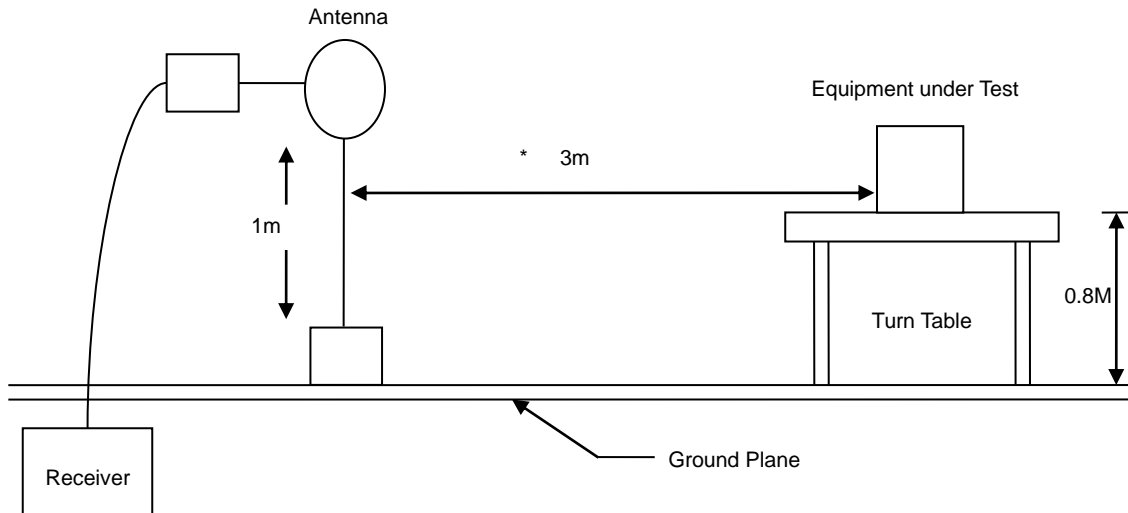 Antenna
Equipment under Test
* 3m
1m
0.8M
Turn Table
Ground Plane
Receiver